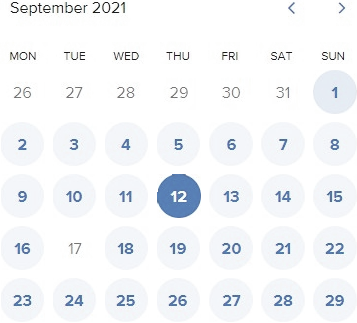 September 2021
MON TUE WED THU FRI SAT SUN
26 27 28 29 30 31 1
2 3 4 5 6 7 8
9 10 11 12 13 14 15
16 17 18 19 20 21 22
23 24 25 26 27 28 29